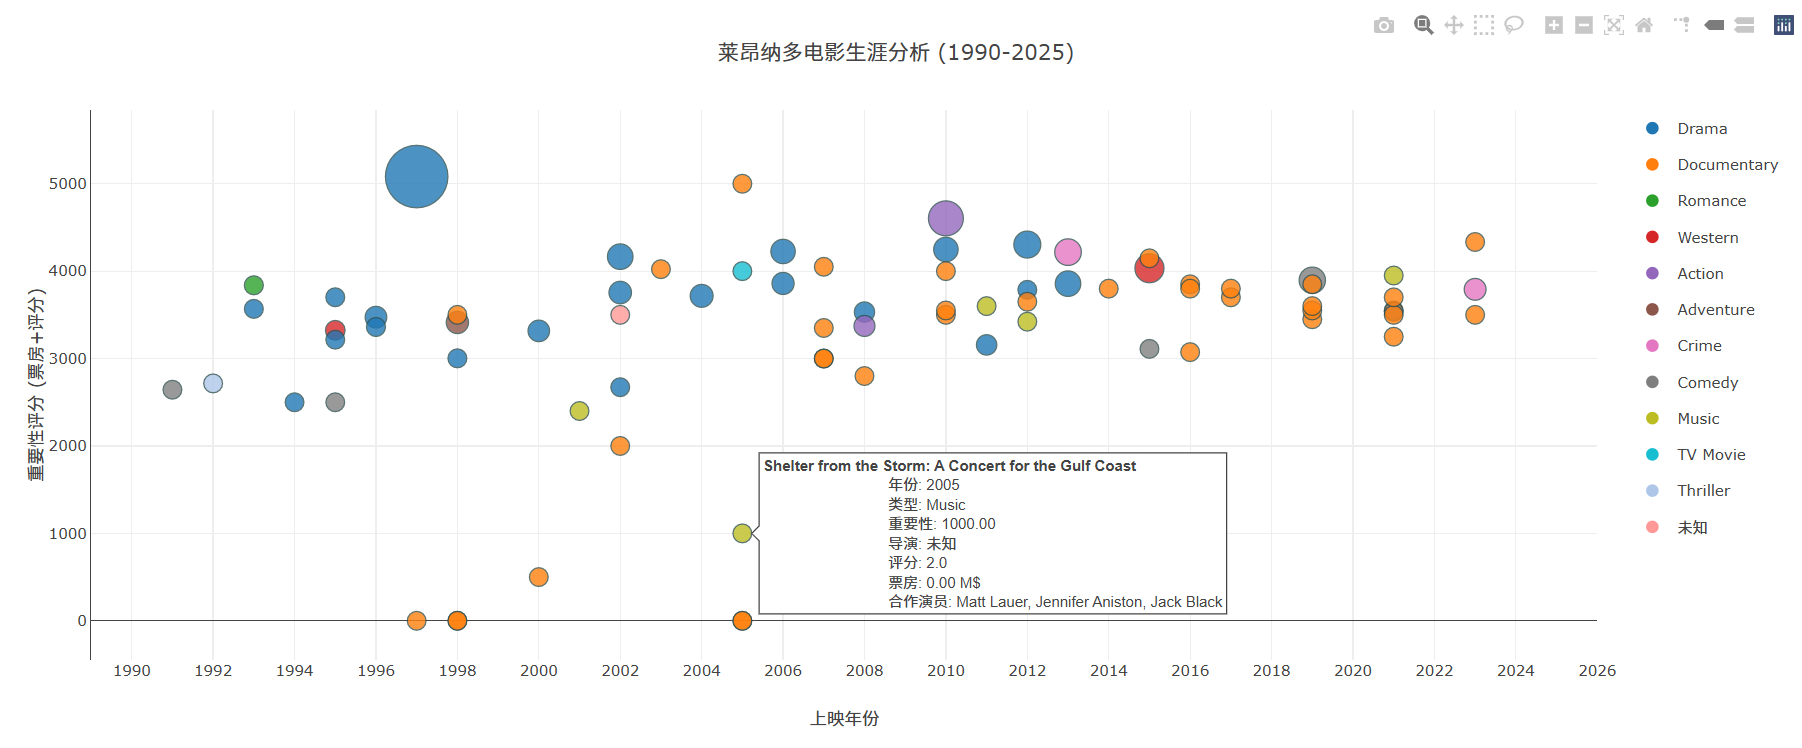 莱昂纳多电影生涯分析 (1990-2025)
重要性评分 (票房+评分)
5000
4000
3000
2000
1000
0
Shelter from the Storm: A Concert for the Gulf Coast
年份: 2005
类型: Music
重要性: 1000.00
导演: 未知
评分: 2.0
票房: 0.00 M$
合作演员: Matt Lauer, Jennifer Aniston, Jack Black
1990 1992 1994 1996 1998 2000 2002 2004 2006 2008 2010 2012 2014 2016 2018 2020 2022 2024 2026
上映年份
Drama
Documentary
Romance
Western
Action
Adventure
Crime
Comedy
Music
TV Movie
Thriller
未知